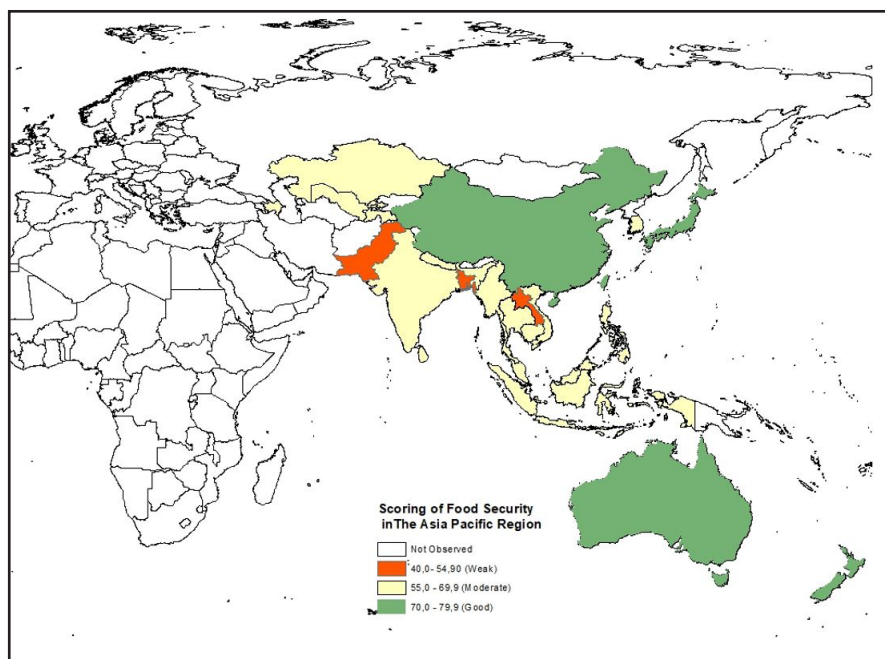 Scoring of Food Security
inThe Asia Pacific Region
Not Observed
40,0- 54,90 (Weak)
55,0 - 69,9 (Moderate)
70,0 - 79,9 (Good)